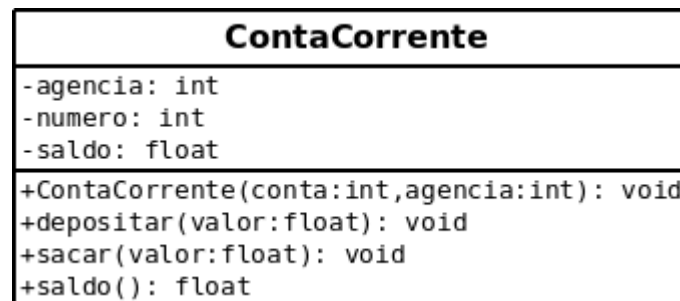 ContaCorrente
-agencia: int
-numero: int
-saldo: float
+ContaCorrente(conta:int,agencia:int): void
+depositar(valor:float): void
+sacar(valor:float): void
+saldo(): float